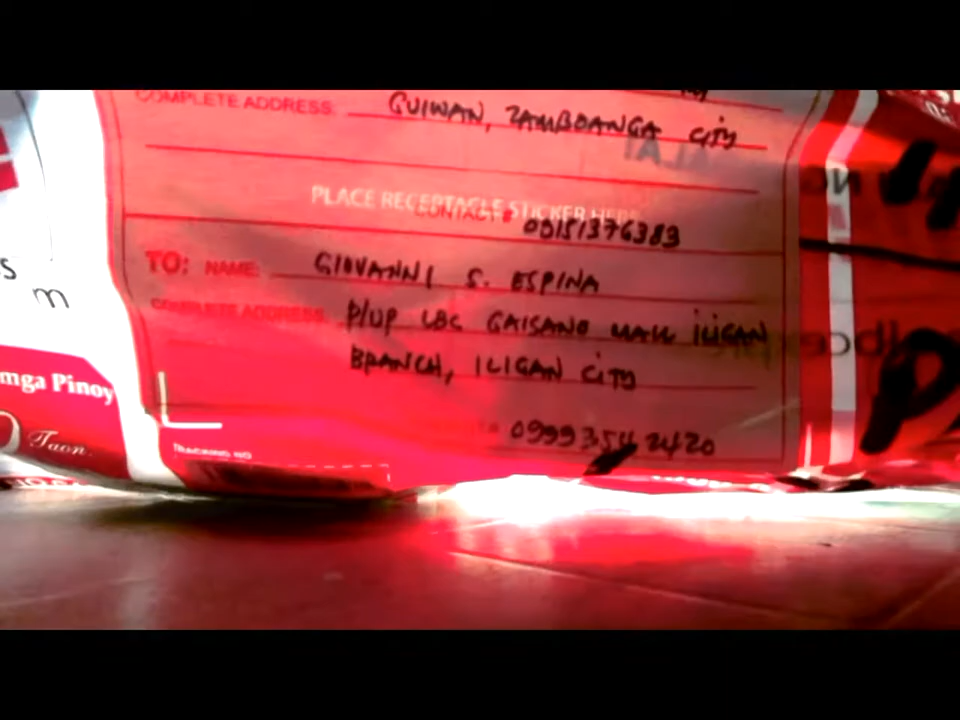 COMPLETE ADDRESS: GUIWAN, ZAMBOANGA CITY
PLACE RECEPTACLE STICKER HERE
CONTACT # 09151376383
TO: NAME: GIOVANNI S. ESPINA
COMPLETE ADDRESS: P/UP LBC GAISANO MALL ILIGAN
BRANCH, ILIGAN CITY
09993542420
TRACKING NO
mga Pinoy
Taon.